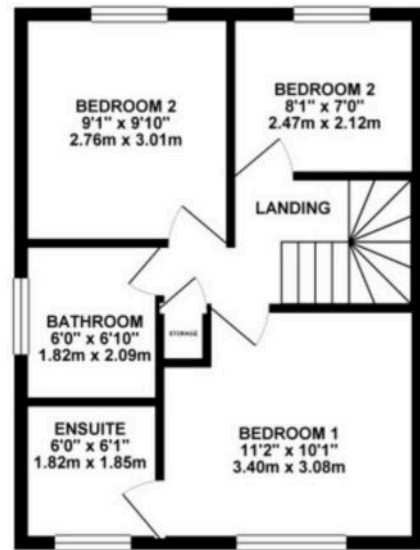 BEDROOM 2
9'1" x 9'10"
2.76m x 3.01m
BEDROOM 2
8'1" x 7'0"
2.47m x 2.12m
LANDING
BATHROOM
6'0" x 6'10"
1.82m x 2.09m
STORAGE
ENSUITE
6'0" x 6'1"
1.82m x 1.85m
BEDROOM 1
11'2" x 10'1"
3.40m x 3.08m